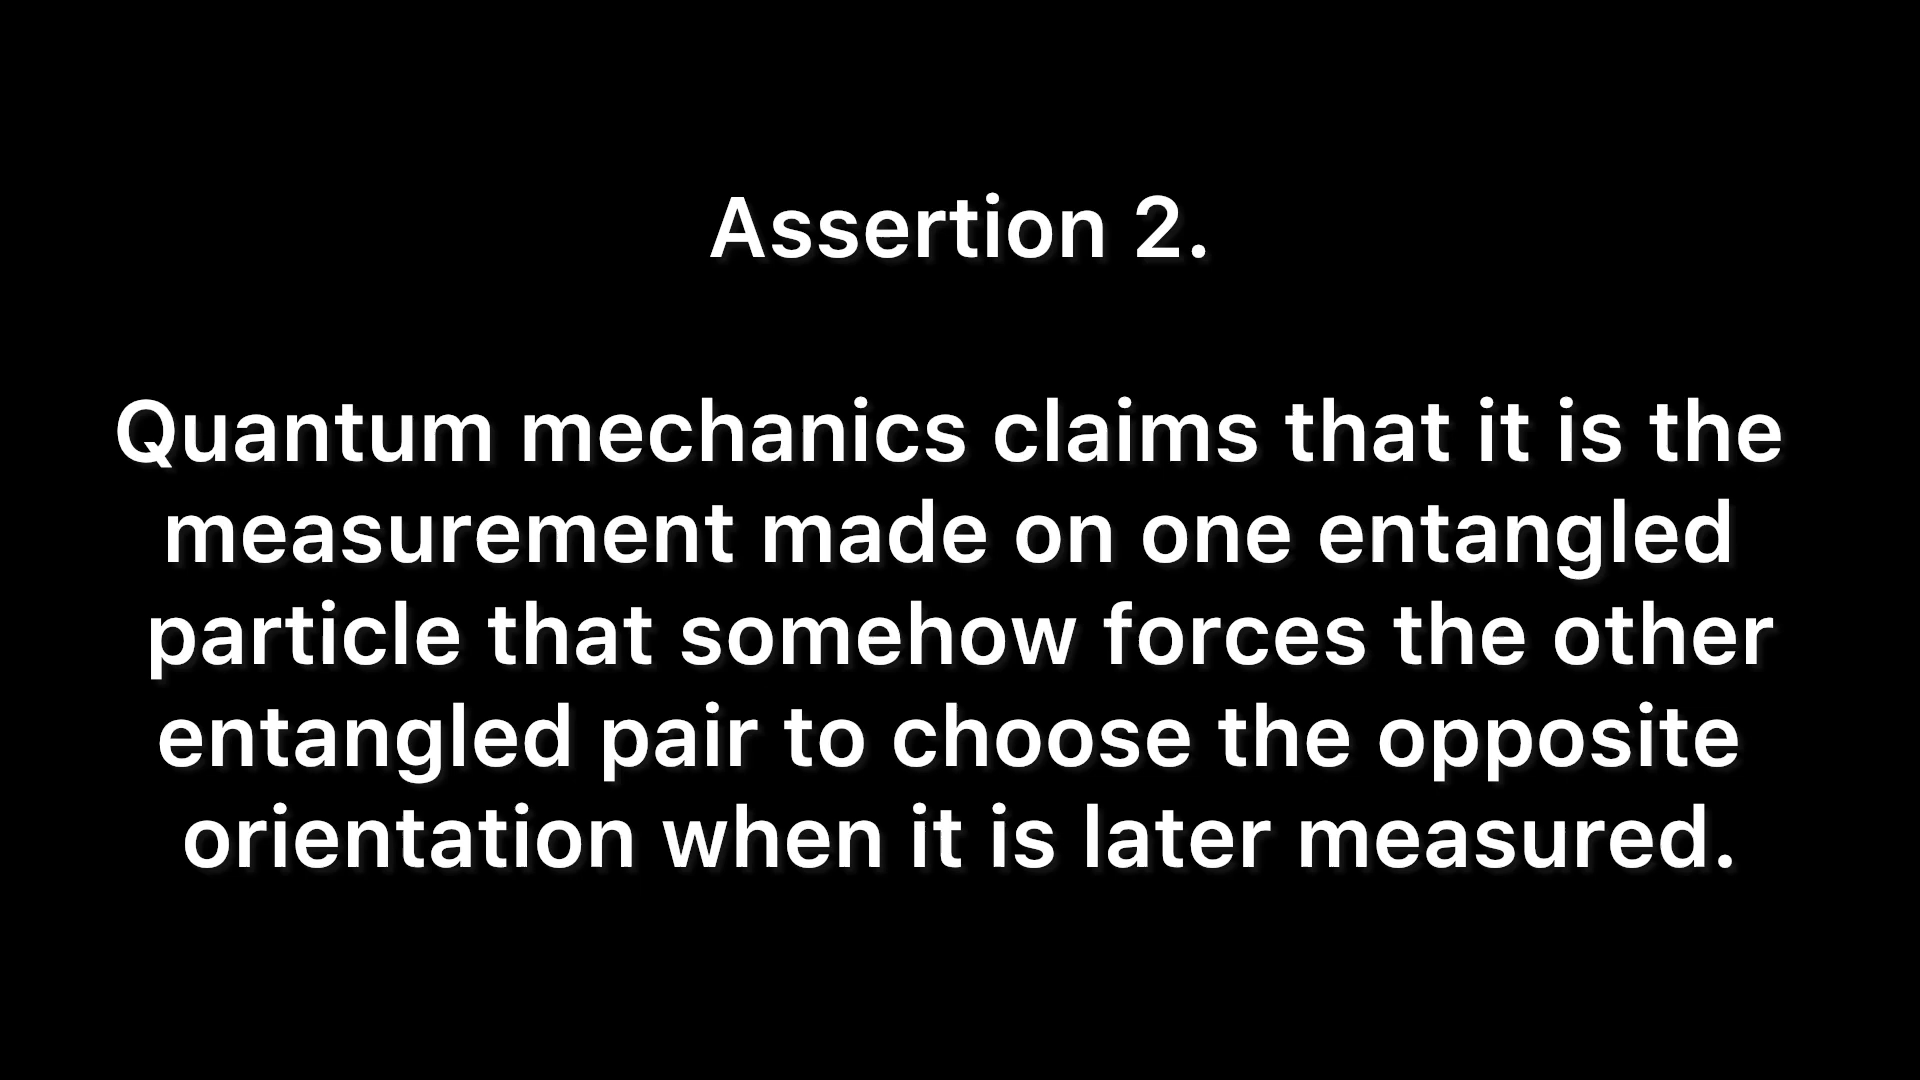 Assertion 2.
Quantum mechanics claims that it is the
measurement made on one entangled
particle that somehow forces the other
entangled pair to choose the opposite
orientation when it is later measured.